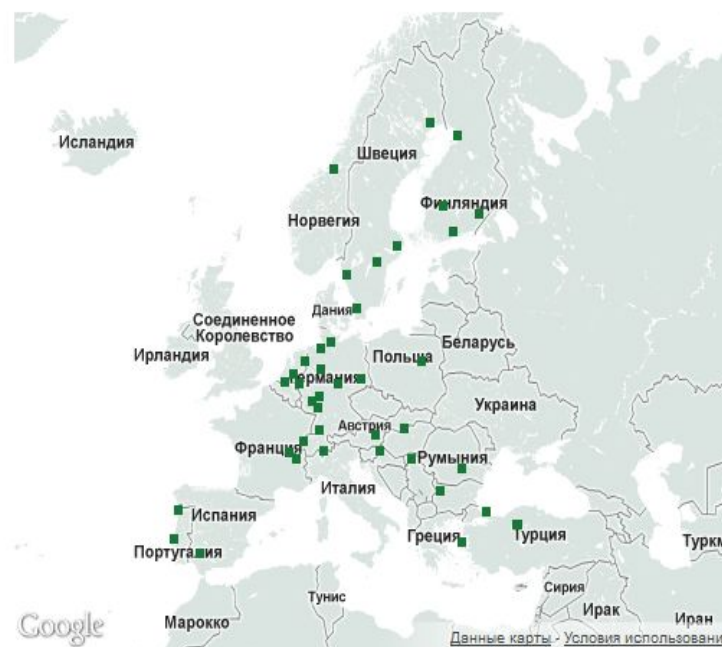 Исландия
Швеция
Финляндия
Норвегия
Дания
Соединенное
Королевство
Ирландия
Польша
Беларусь
Германия
Украина
Австрия
Франция
Румыния
Италия
Испания
Португалия
Греция
Турция
Туркм
Сирия
Тунис
Ирак
Марокко
Иран
Google
Данные карты - Условия использовани